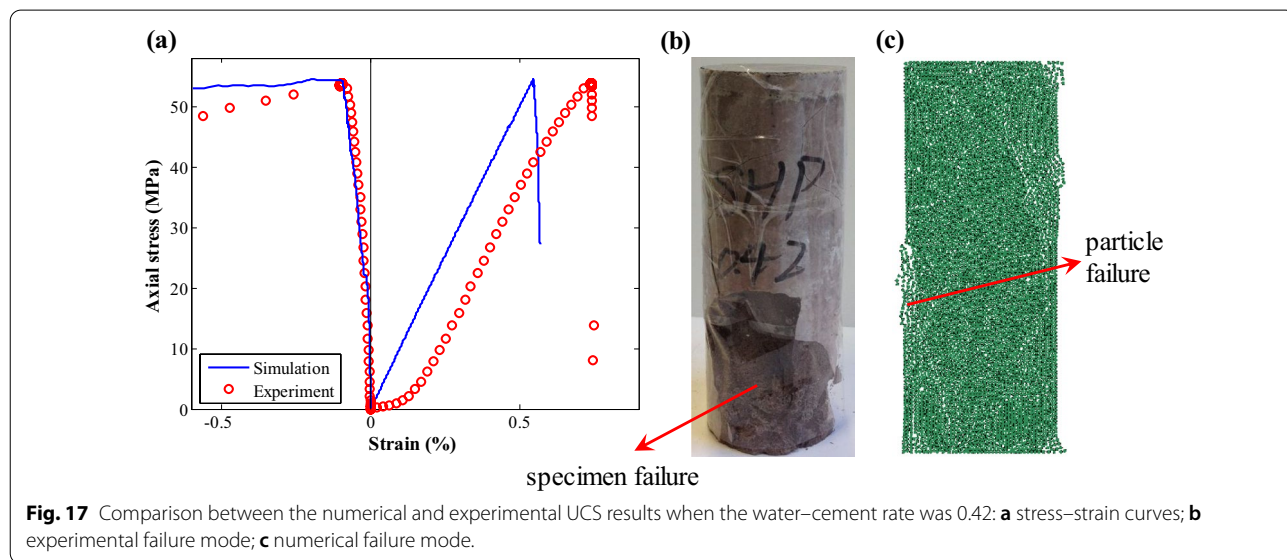 (a)
(b)
(c)
Axial stress (MPa)
50
40
30
20
10
0
Simulation
Experiment
-0.5
0
0.5
Strain (%)
specimen failure
particle
failure
Fig. 17 Comparison between the numerical and experimental UCS results when the water–cement rate was 0.42: a stress–strain curves; b
experimental failure mode; c numerical failure mode.